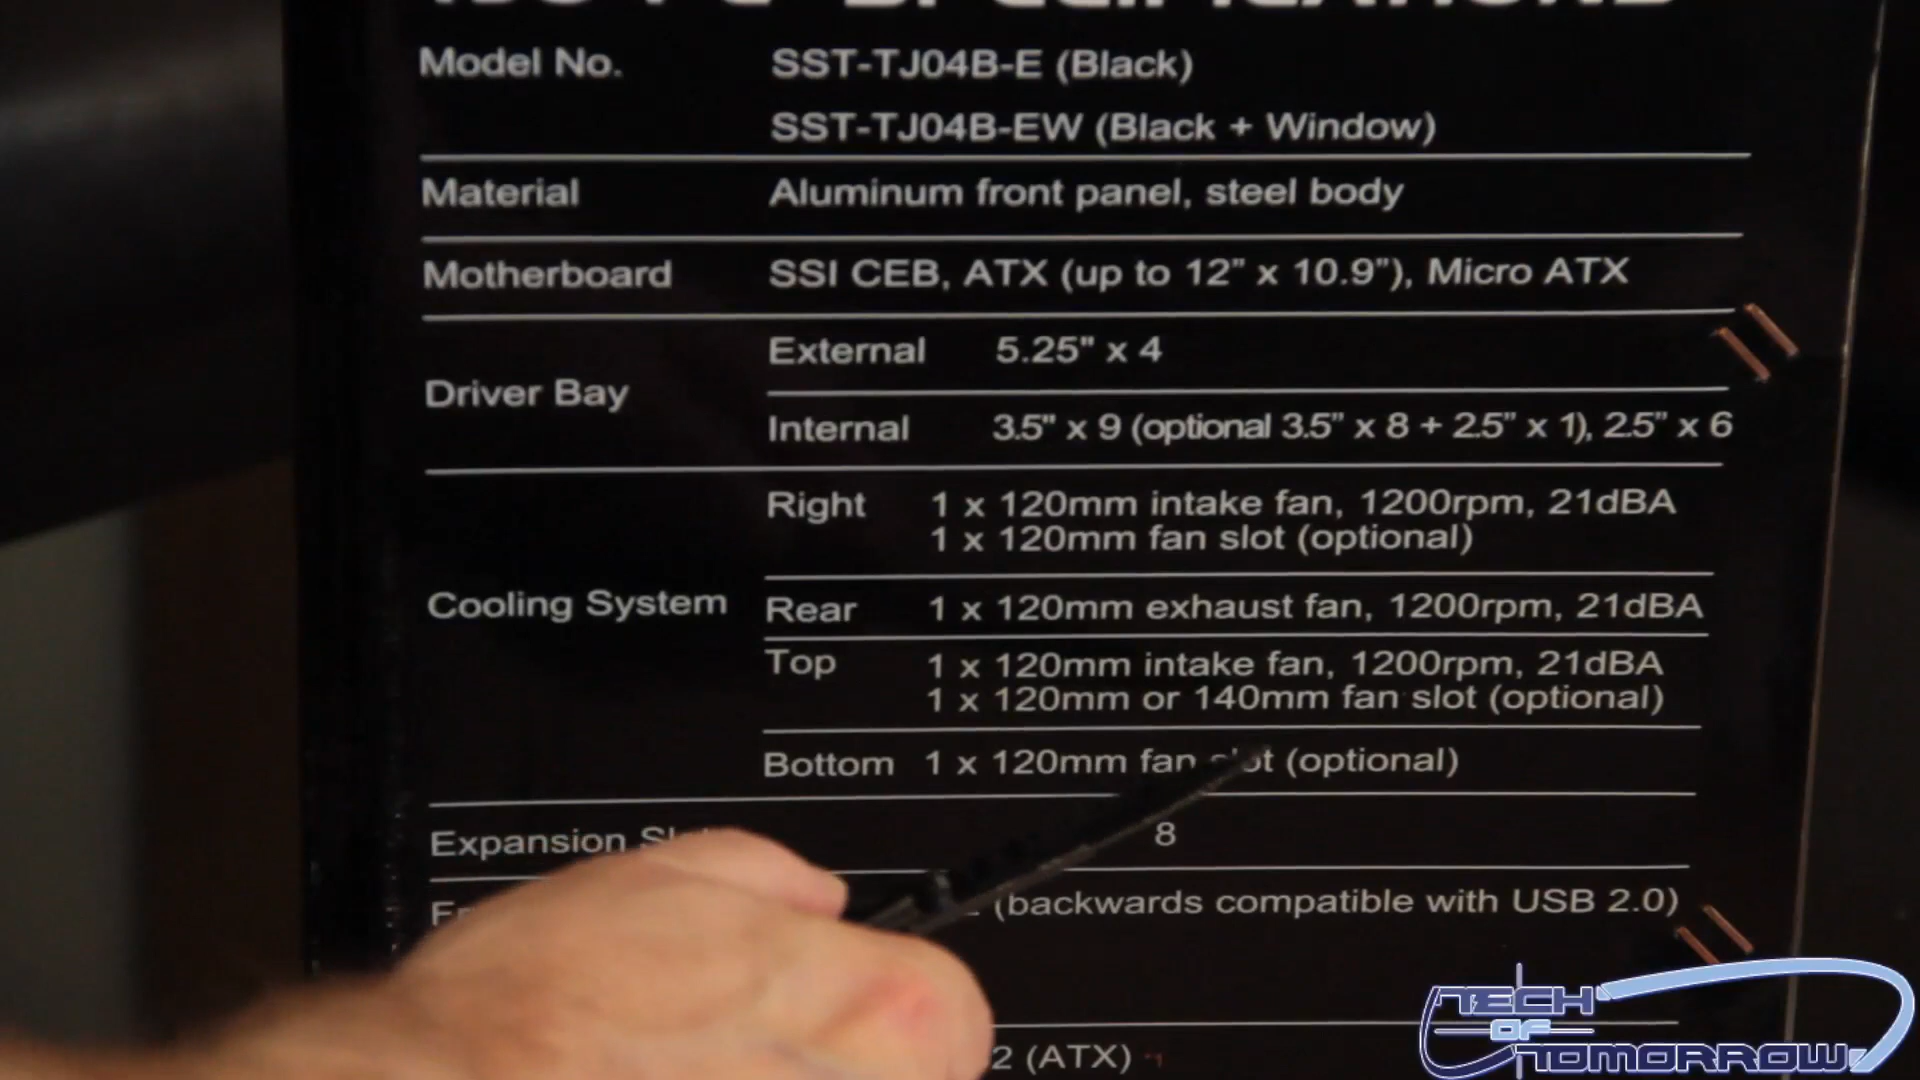 SPECIFICATIONS
Model No. SST-TJ04B-E (Black)
SST-TJ04B-EW (Black + Window)
Material Aluminum front panel, steel body
Motherboard SSI CEB, ATX (up to 12" x 10.9"), Micro ATX
Driver Bay
External 5.25" x 4
Internal 3.5" x 9 (optional 3.5" x 8 + 2.5" x 1), 2.5" x 6
Cooling System
Right 1 x 120mm intake fan, 1200rpm, 21dBA
1 x 120mm fan slot (optional)
Rear 1 x 120mm exhaust fan, 1200rpm, 21dBA
Top 1 x 120mm intake fan, 1200rpm, 21dBA
1 x 120mm or 140mm fan slot (optional)
Bottom 1 x 120mm fan slot (optional)
Expansion 8
(backwards compatible with USB 2.0)
2 (ATX)
TECH
OF
TOMORROW